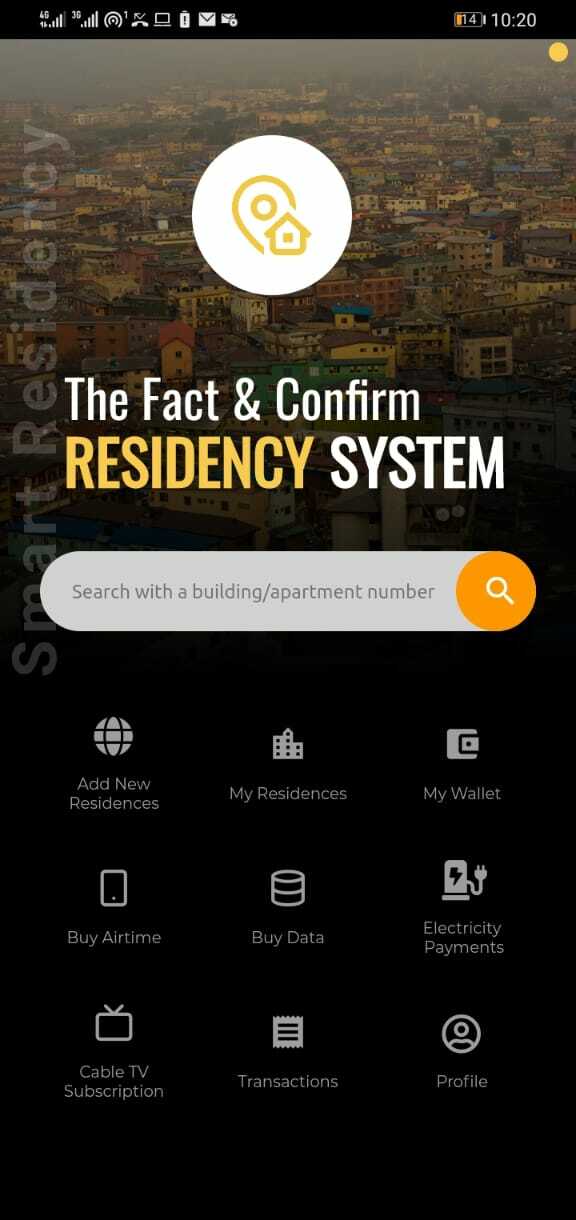 4G 3G 1 14 10:20
Smart Residency
The Fact & Confirm
RESIDENCY SYSTEM
Search with a building/apartment number
Add New
Residences
My Residences
My Wallet
Buy Airtime
Buy Data
Electricity
Payments
Cable TV
Subscription
Transactions
Profile